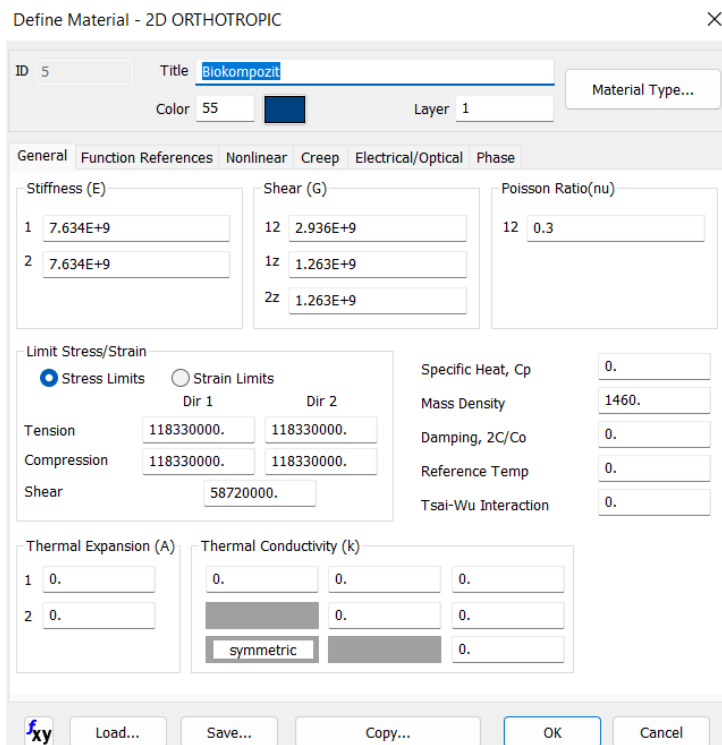 Define Material - 2D ORTHOTROPIC
ID 5 Title Biokompozit
Material Type...
Color 55 Layer 1
General Function References Nonlinear Creep Electrical/Optical Phase
Stiffness (E) Shear (G) Poisson Ratio(nu)
1 7.634E+9 12 2.936E+9 12 0.3
2 7.634E+9 1z 1.263E+9
2z 1.263E+9
Limit Stress/Strain
Stress Limits Strain Limits
Dir 1 Dir 2
Tension 118330000. 118330000.
Compression 118330000. 118330000.
Shear 58720000.
Specific Heat, Cp 0.
Mass Density 1460.
Damping, 2C/Co 0.
Reference Temp 0.
Tsai-Wu Interaction 0.
Thermal Expansion (A) Thermal Conductivity (k)
1 0. 0. 0. 0.
2 0. 0. 0.
symmetric 0.
fxy Load... Save... Copy... OK Cancel